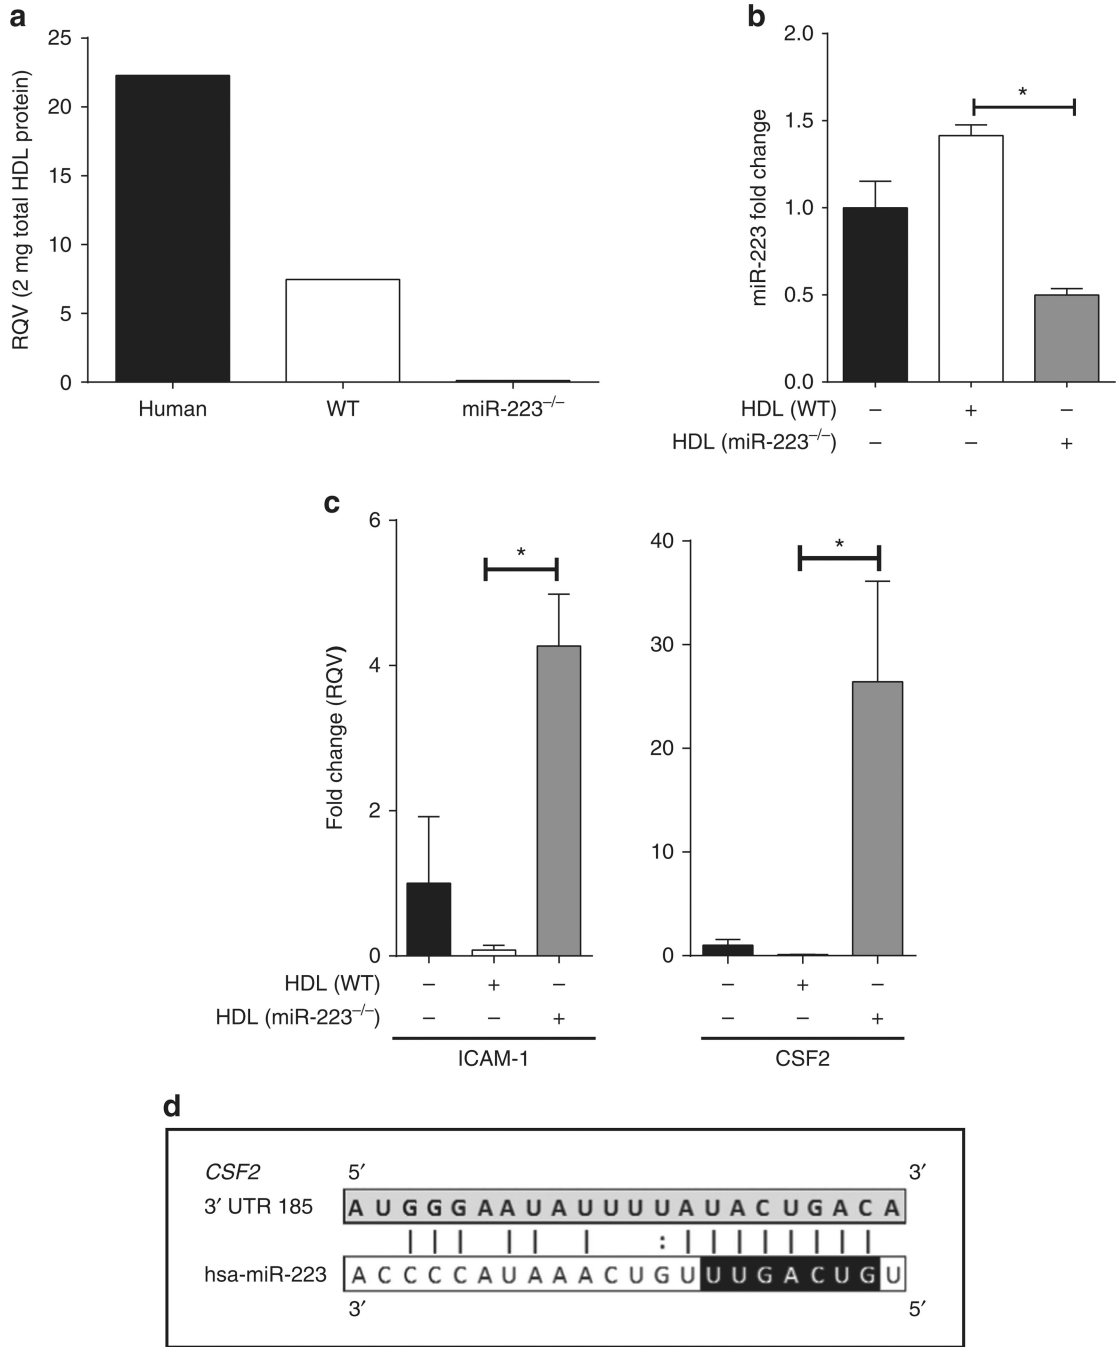 a
RQV (2 mg total HDL protein)
25
20
15
10
5
0
Human WT miR-223−/−
b
miR-223 fold change
2.0
1.5
1.0
0.5
0.0
*
HDL (WT) − + −
HDL (miR-223−/−) − − +
c
Fold change (RQV)
6
4
2
0
*
40
30
20
10
0
*
HDL (WT) − + − − + −
HDL (miR-223−/−) − − + − − +
ICAM-1 CSF2
d
CSF2 5′ 3′
3′ UTR 185 A U G G G A A U A U U U U A U A C U G A C A
hsa-miR-223 A C C C C A U A A A C U G U U U G A C U G U
3′ 5′